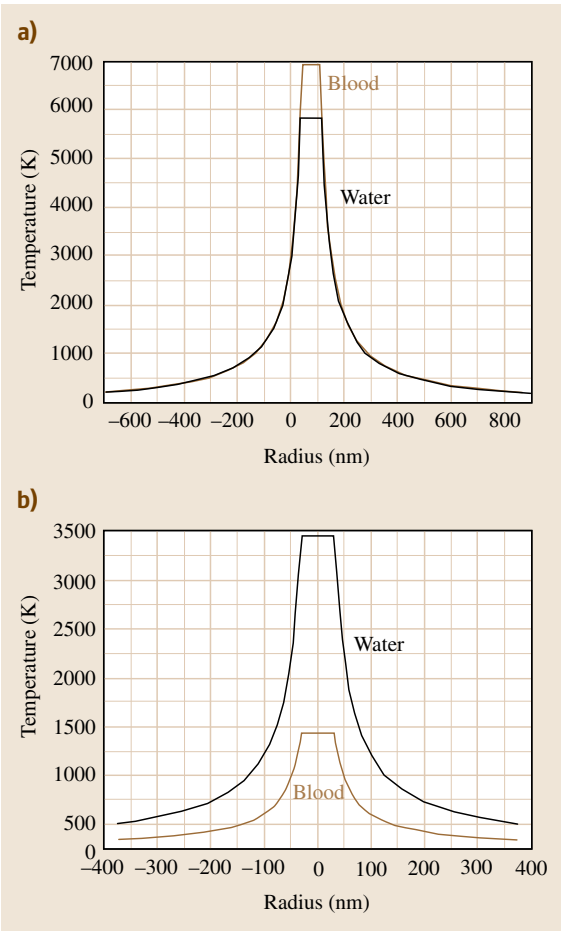 a)
Temperature (K)
7000
6000
5000
4000
3000
2000
1000
0
Blood
Water
–600 –400 –200 0 200 400 600 800
Radius (nm)
b)
Temperature (K)
3500
3000
2500
2000
1500
1000
500
0
Water
Blood
–400 –300 –200 –100 0 100 200 300 400
Radius (nm)